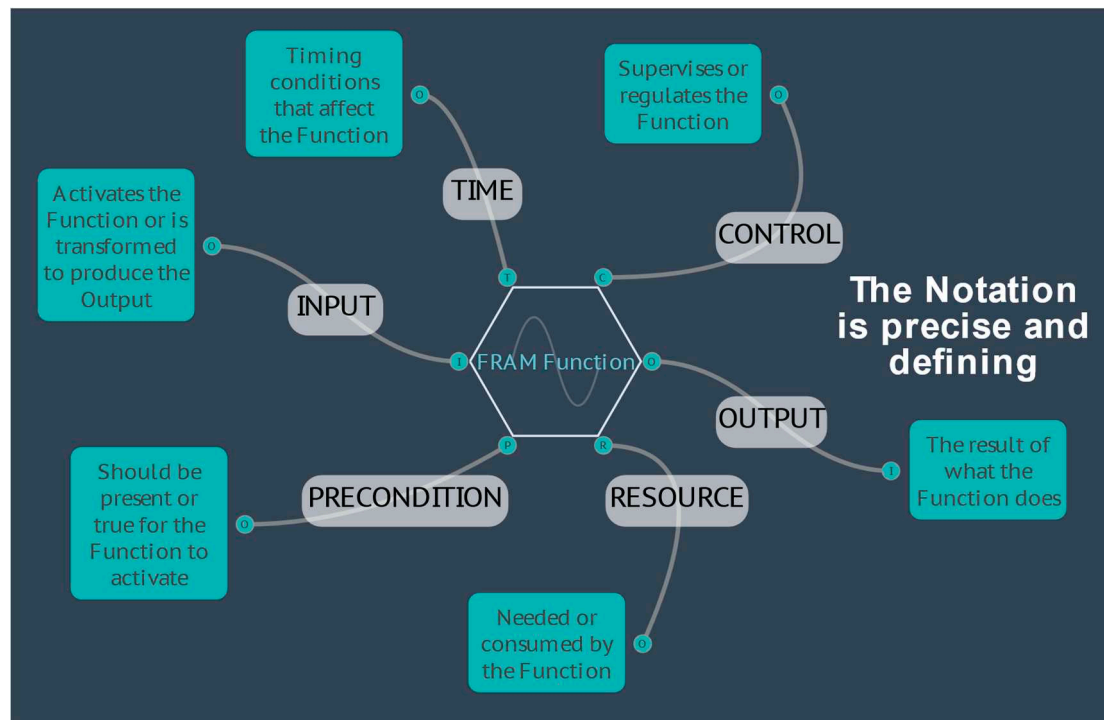 Timing
conditions
that affect
the Function
O
TIME
T
Supervises or
regulates the
Function
O
CONTROL
C
Activates the
Function or is
transformed
to produce the
Output
O
INPUT
I
FRAM Function
The Notation
is precise and
defining
O
OUTPUT
I
The result of
what the
Function does
Should be
present or
true for the
Function to
activate
O
PRECONDITION
P
R
RESOURCE
O
Needed or
consumed by
the Function